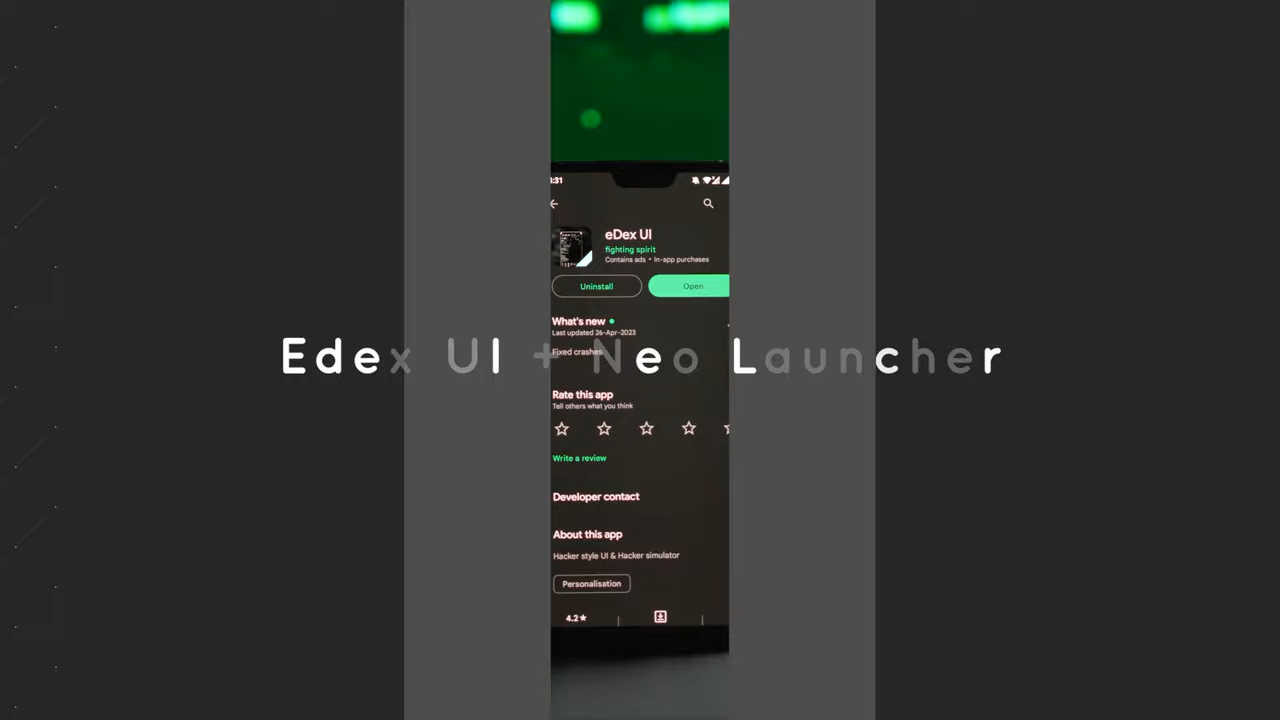 :31
eDex UI
fighting spirit
Contains ads • In-app purchases
Uninstall
Open
What's new
Last updated 26-Apr-2023
Edex UI + Neo Launcher
Fixed crashes
Rate this app
Tell others what you think
Write a review
Developer contact
About this app
Hacker style UI & Hacker simulator
Personalisation
4.2★